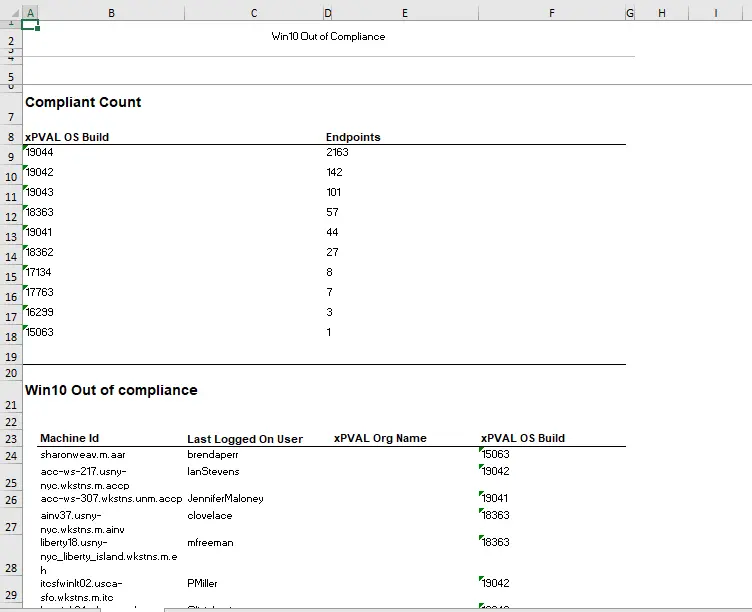 A B C D E F G H I
1
2 Win10 Out of Compliance
3
4
5
6
7 Compliant Count
8 xPVAL OS Build Endpoints
9 19044 2163
10 19042 142
11 19043 101
12 18363 57
13 19041 44
14 18362 27
15 17134 8
16 17763 7
17 16299 3
18 15063 1
19
20
21 Win10 Out of compliance
22
23 Machine Id Last Logged On User xPVAL Org Name xPVAL OS Build
24 sharonweav.m.aar brendaperr 15063
acc-ws-217.usny- IanStevens 19042
25 nyc.wkstns.m.accp
26 acc-ws-307.wkstns.unm.accp JenniferMaloney 19041
ainv37.usny- clovelace 18363
27 nyc.wkstns.m.ainv
liberty18.usny- mfreeman 18363
nyc_liberty_island.wkstns.m.e
28 h
itcsfwinlt02.usca- PMiller 19042
29 sfo.wkstns.m.itc